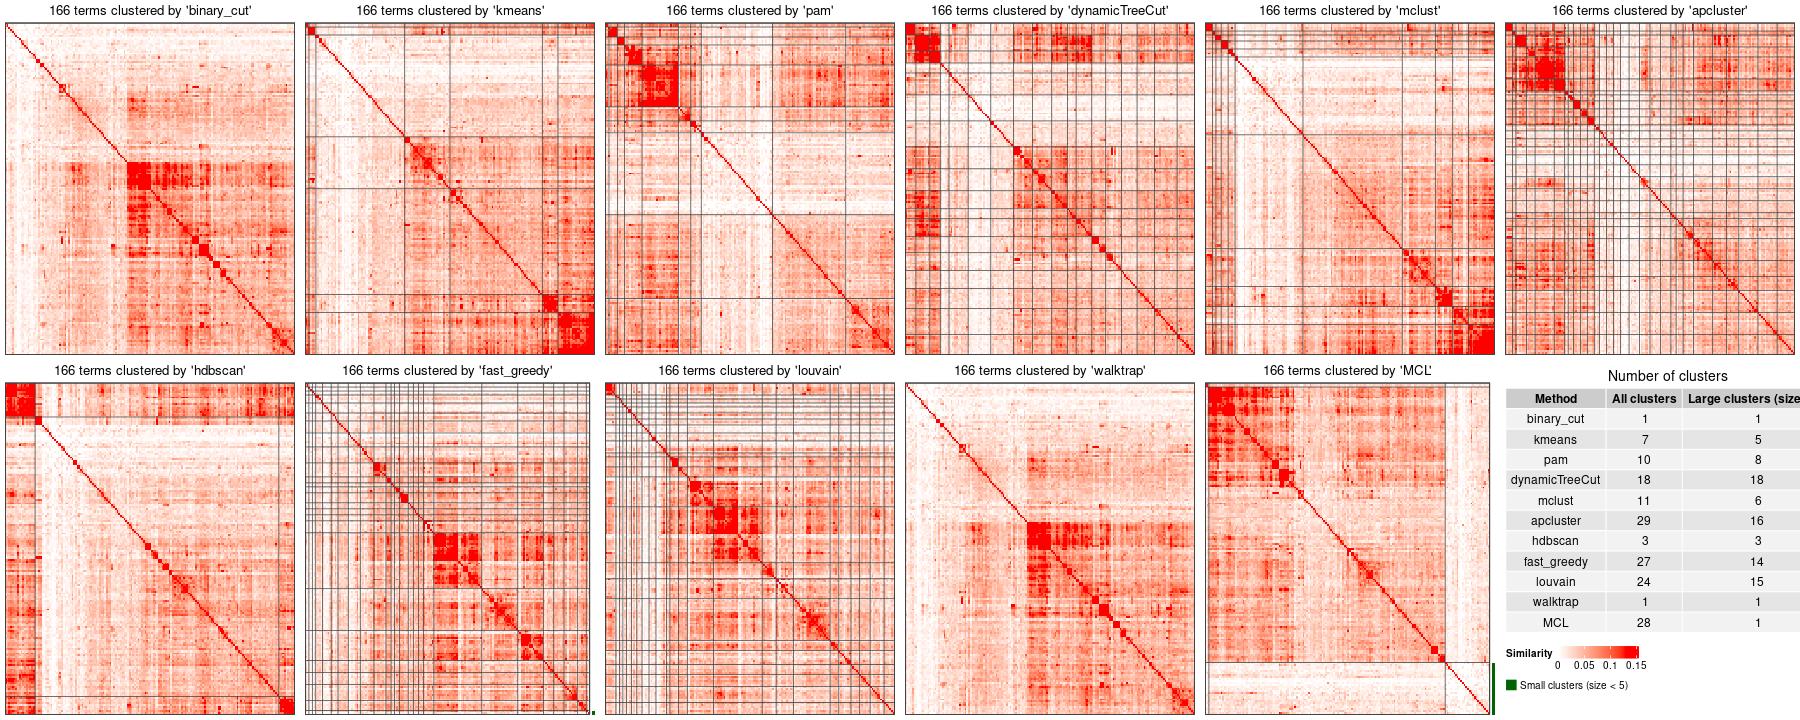 166 terms clustered by 'binary_cut'
166 terms clustered by 'kmeans'
166 terms clustered by 'pam'
166 terms clustered by 'dynamicTreeCut'
166 terms clustered by 'mclust'
166 terms clustered by 'apcluster'
166 terms clustered by 'hdbscan'
166 terms clustered by 'fast_greedy'
166 terms clustered by 'louvain'
166 terms clustered by 'walktrap'
166 terms clustered by 'MCL'
Number of clusters
Method All clusters Large clusters (size
binary_cut 1 1
kmeans 7 5
pam 10 8
dynamicTreeCut 18 18
mclust 11 6
apcluster 29 16
hdbscan 3 3
fast_greedy 27 14
louvain 24 15
walktrap 1 1
MCL 28 1
Similarity
0 0.05 0.1 0.15
Small clusters (size < 5)